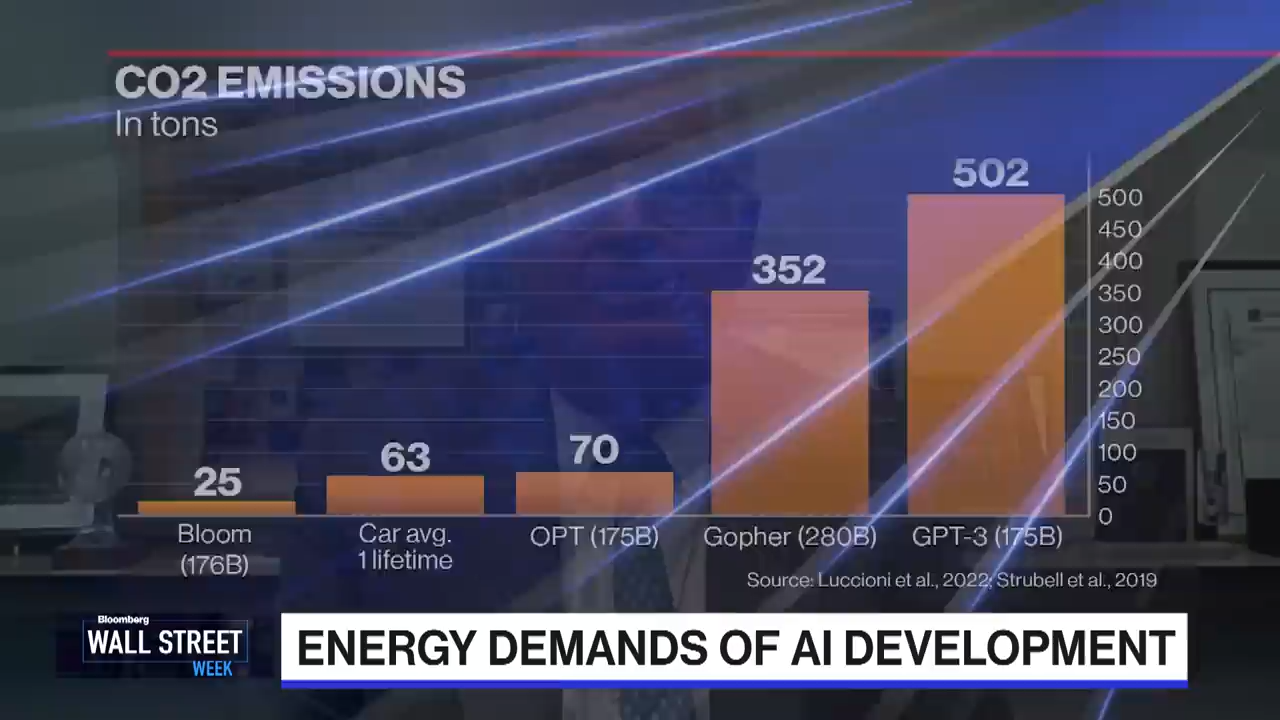 CO2 EMISSIONS
In tons
25
63
70
352
502
500
450
400
350
300
250
200
150
100
50
0
Bloom
(176B)
Car avg.
1 lifetime
OPT (175B)
Gopher (280B)
GPT-3 (175B)
Source: Luccioni et al., 2022; Strubell et al., 2019
Bloomberg
WALL STREET
WEEK
ENERGY DEMANDS OF AI DEVELOPMENT